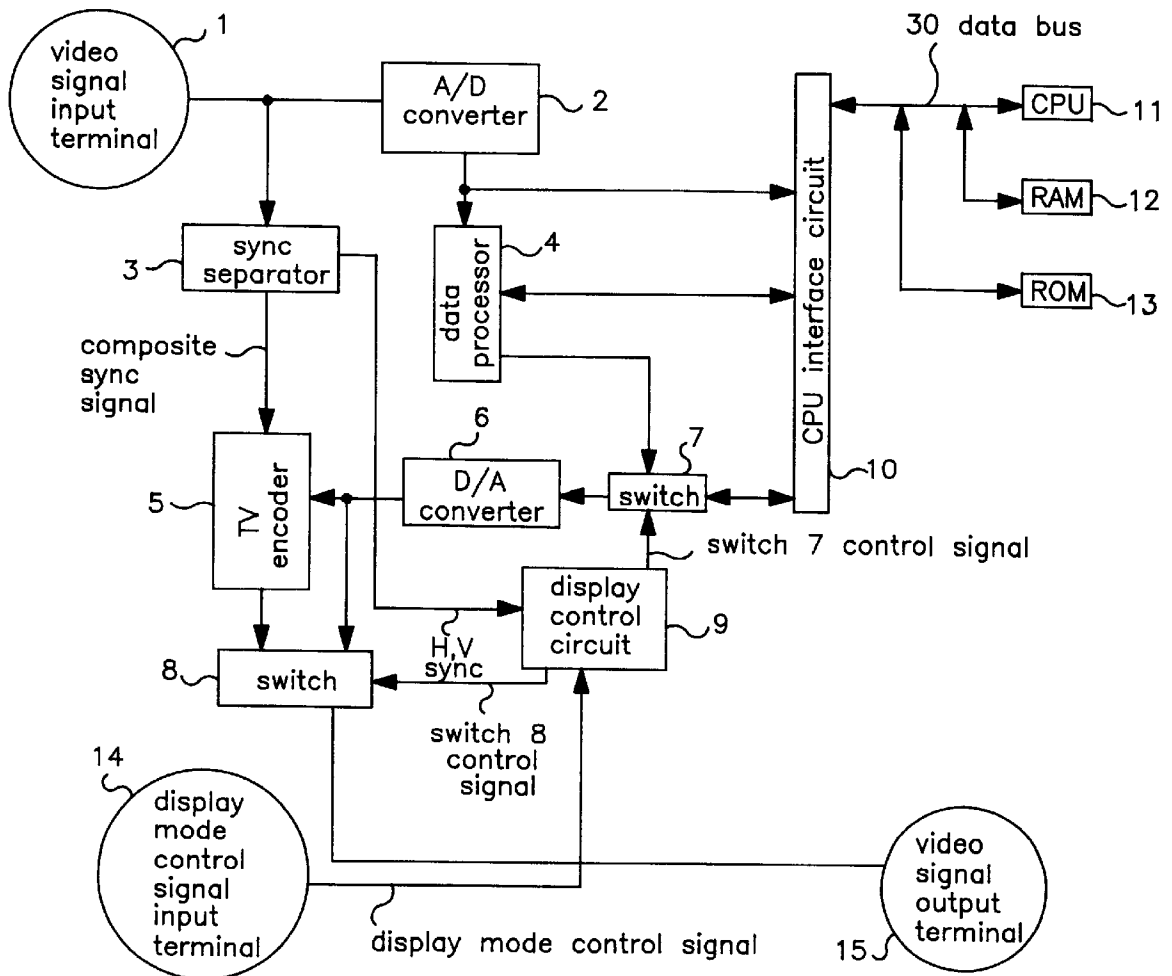 1
video
signal
input
terminal
A/D
converter
2
30 data bus
CPU
11
RAM
12
ROM
13
CPU interface circuit
10
sync
separator
3
data
processor
4
composite
sync
signal
TV
encoder
5
6
D/A
converter
7
switch
switch 7 control signal
display
control
circuit
9
H,V
sync
8
switch
switch 8
control
signal
14
display
mode
control
signal
input
terminal
display mode control signal
video
signal
output
terminal
15